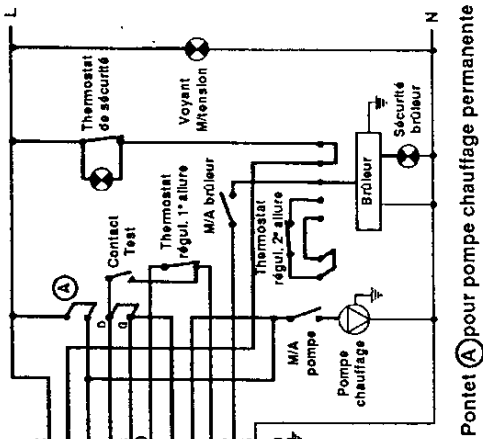 L
Thermostat
de sécurité
Voyant
M/tension
N
A
Contact
Test
Thermostat
régul. 1e allure
M/A brûleur
D
G
Thermostat
régul. 2e allure
Brûleur
Sécurité
brûleur
M/A
pompe
Pompe
chauffage
Pontet A pour pompe chauffage permanente